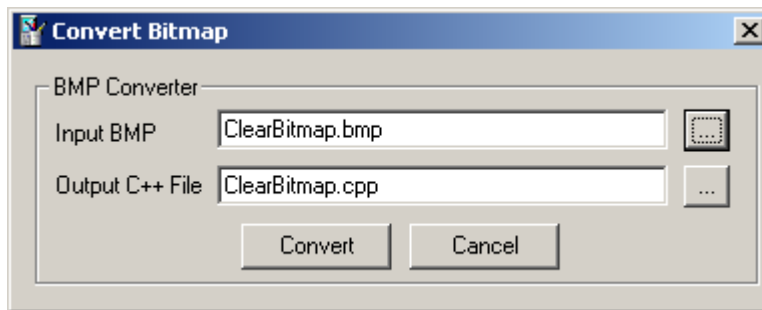 Convert Bitmap
BMP Converter
Input BMP ClearBitmap.bmp ...
Output C++ File ClearBitmap.cpp ...
Convert Cancel